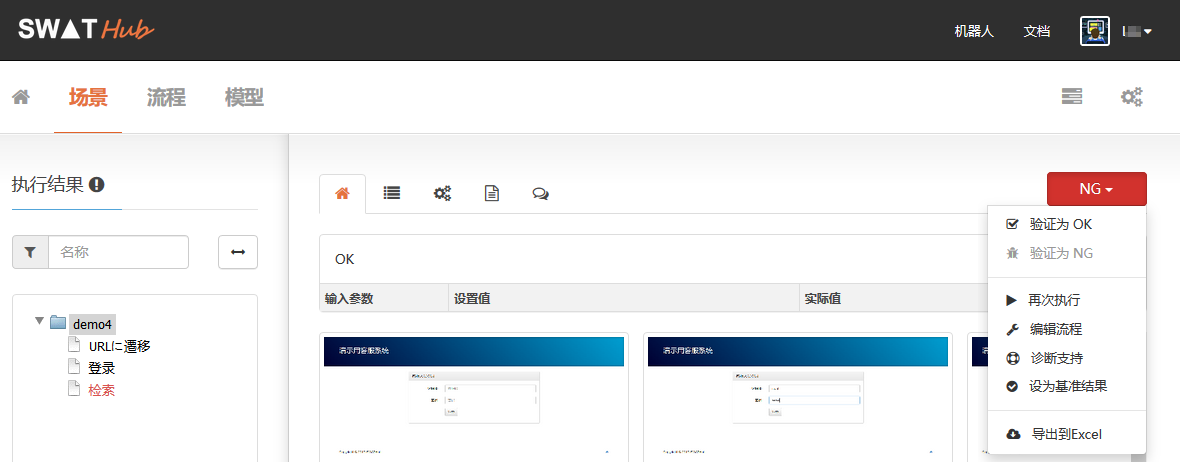 SWAT Hub
机器人 文档
场景 流程 模型
执行结果
NG
验证为 OK
名称
验证为 NG
OK
输入参数 设置值 实际值
再次执行
demo4
编辑流程
URLに遷移
演示用客服系统 演示用客服系统
诊断支持
登录
检索
设为基准结果
导出到Excel